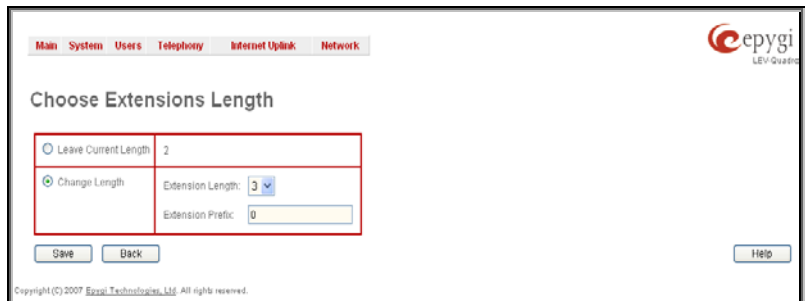 Main System Users Telephony Internet Uplink Network
epygi
LEV-Quadro
Choose Extensions Length
Leave Current Length 2
Change Length Extension Length: 3
Extension Prefix: 0
Save Back Help
Copyright (C) 2007 Epygi Technologies, Ltd. All rights reserved.